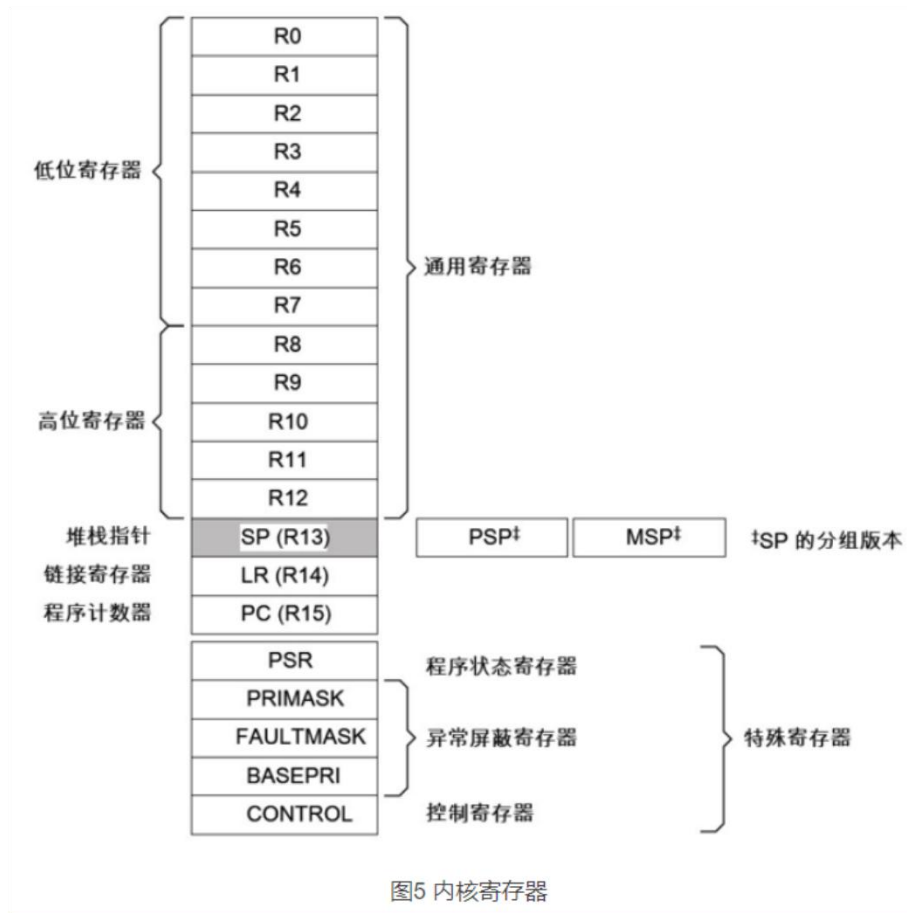 R0
R1
R2
R3
低位寄存器
R4
R5
R6
通用寄存器
R7
R8
R9
高位寄存器
R10
R11
R12
堆栈指针 SP (R13) PSP‡ MSP‡ ‡SP 的分组版本
链接寄存器 LR (R14)
程序计数器 PC (R15)
PSR 程序状态寄存器
PRIMASK
FAULTMASK 异常屏蔽寄存器 特殊寄存器
BASEPRI
CONTROL 控制寄存器
图5 内核寄存器